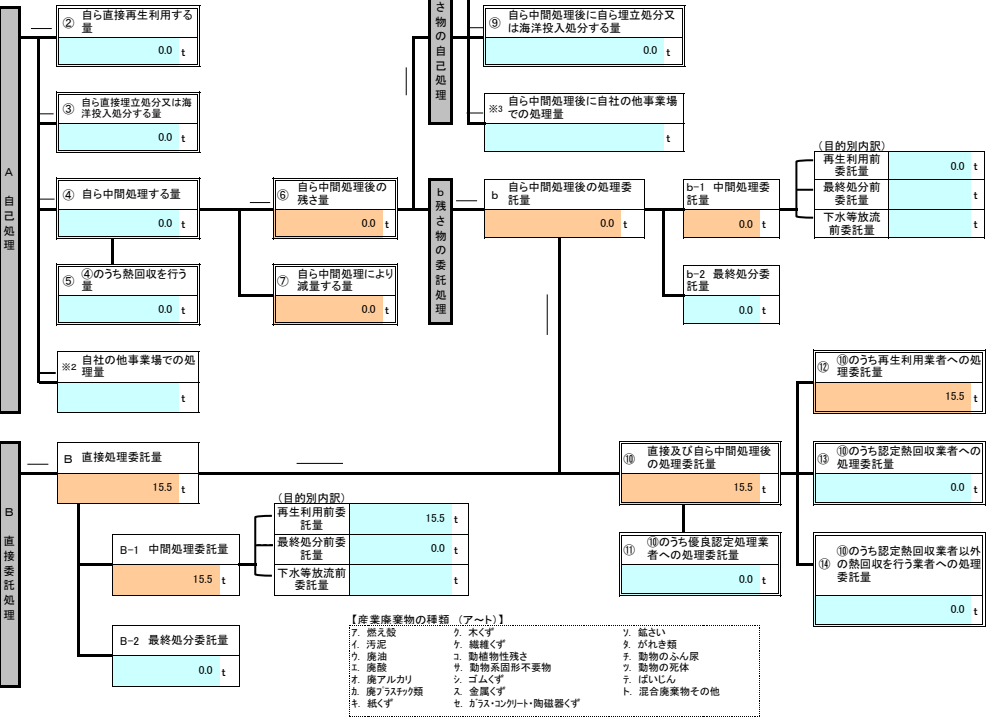 A 自己処理
② 自ら直接再生利用する
量
0.0 t
③ 自ら直接埋立処分又は海
洋投入処分する量
0.0 t
④ 自ら中間処理する量
0.0 t
⑤ ④のうち熱回収を行う
量
0.0 t
※2 自社の他事業場での処
理量
t
⑥ 自ら中間処理後の
残さ量
0.0 t
⑦ 自ら中間処理により
減量する量
0.0 t
さ物の自己処理
⑨ 自ら中間処理後に自ら埋立処分又
は海洋投入処分する量
0.0 t
※3 自ら中間処理後に自社の他事業場
での処理量
t
b残さ物の委託処理
b 自ら中間処理後の処理委
託量
0.0 t
b-1 中間処理委
託量
0.0 t
b-2 最終処分委
託量
0.0 t
(目的別内訳)
再生利用前
委託量
0.0 t
最終処分前
委託量
t
下水等放流
前委託量
t
B 直接委託処理
B 直接処理委託量
15.5 t
B-1 中間処理委託量
15.5 t
B-2 最終処分委託量
0.0 t
(目的別内訳)
再生利用前委
託量
15.5 t
最終処分前委
託量
0.0 t
下水等放流前
委託量
t
⑩ 直接及び自ら中間処理後
の処理委託量
15.5 t
⑪ ⑩のうち優良認定処理業
者への処理委託量
0.0 t
⑫ ⑩のうち再生利用業者への処
理委託量
15.5 t
⑬ ⑩のうち認定熱回収業者への
処理委託量
0.0 t
⑭ ⑩のうち認定熱回収業者以外
の熱回収を行う業者への処理
委託量
0.0 t
【産業廃棄物の種類 (ア～ト)】
ア. 燃え殻 ク. 木くず ソ. 鉱さい
イ. 汚泥 ケ. 繊維くず タ. がれき類
ウ. 廃油 コ. 動植物性残さ チ. 動物のふん尿
エ. 廃酸 サ. 動物系固形不要物 ツ. 動物の死体
オ. 廃アルカリ シ. ゴムくず テ. ばいじん
カ. 廃プラスチック類 ス. 金属くず ト. 混合廃棄物その他
キ. 紙くず セ. ガラス・コンクリート・陶磁器くず